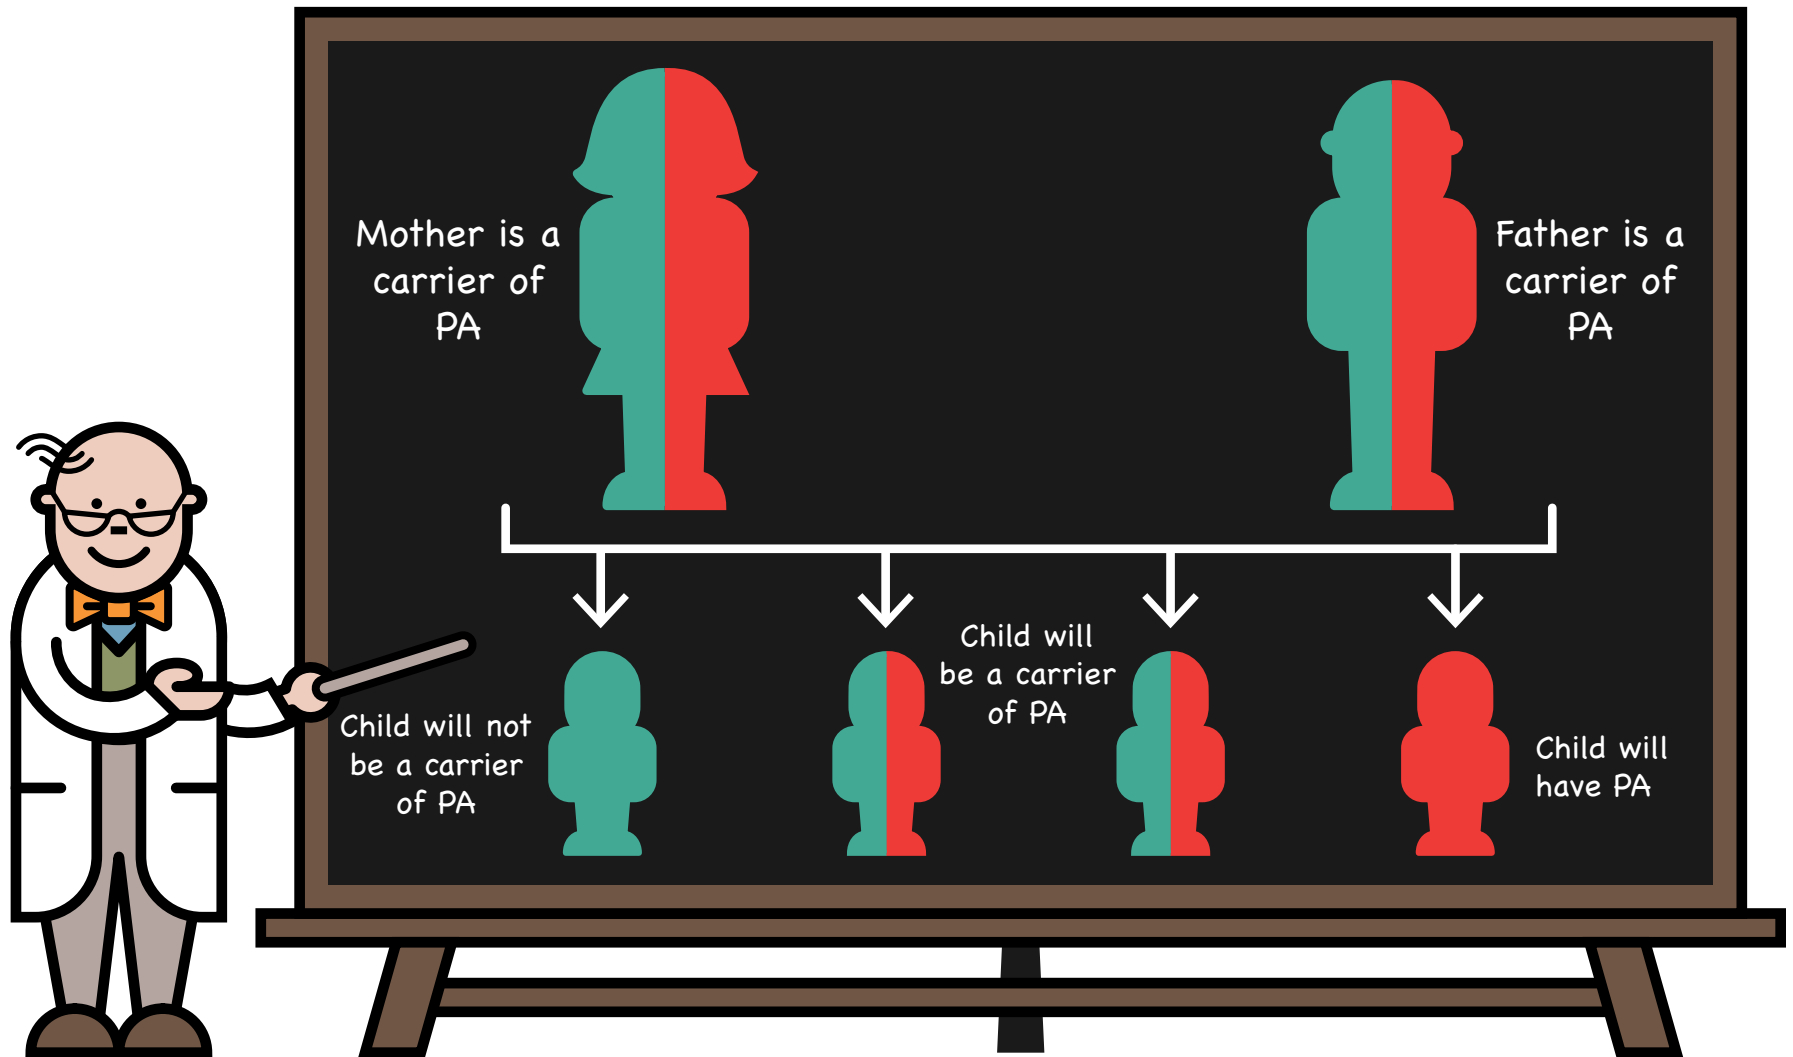 Mother is a
carrier of
PA
Father is a
carrier of
PA
Child will not
be a carrier
of PA
Child will
be a carrier
of PA
Child will
have PA